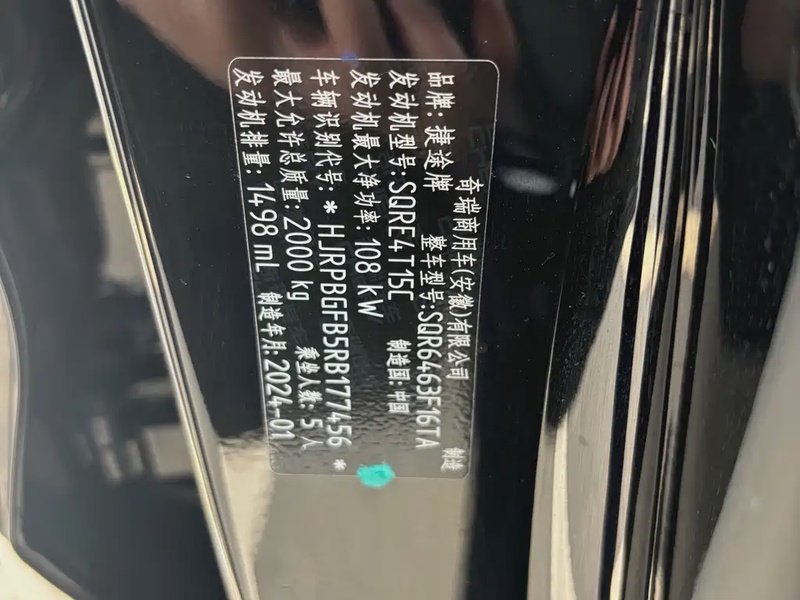 奇瑞商用车(安徽)有限公司 制造
品牌: 捷途牌 整车型号:SQR6463F16TA
发动机型号: SQRE4T15C 制造国:中国
发动机最大净功率: 108 kW
车辆识别代号: * HJRPBGFB5RB177456 *
最大允许总质量: 2000 kg 乘坐人数: 5 人
发动机排量: 1498 mL 制造年月: 2024-01